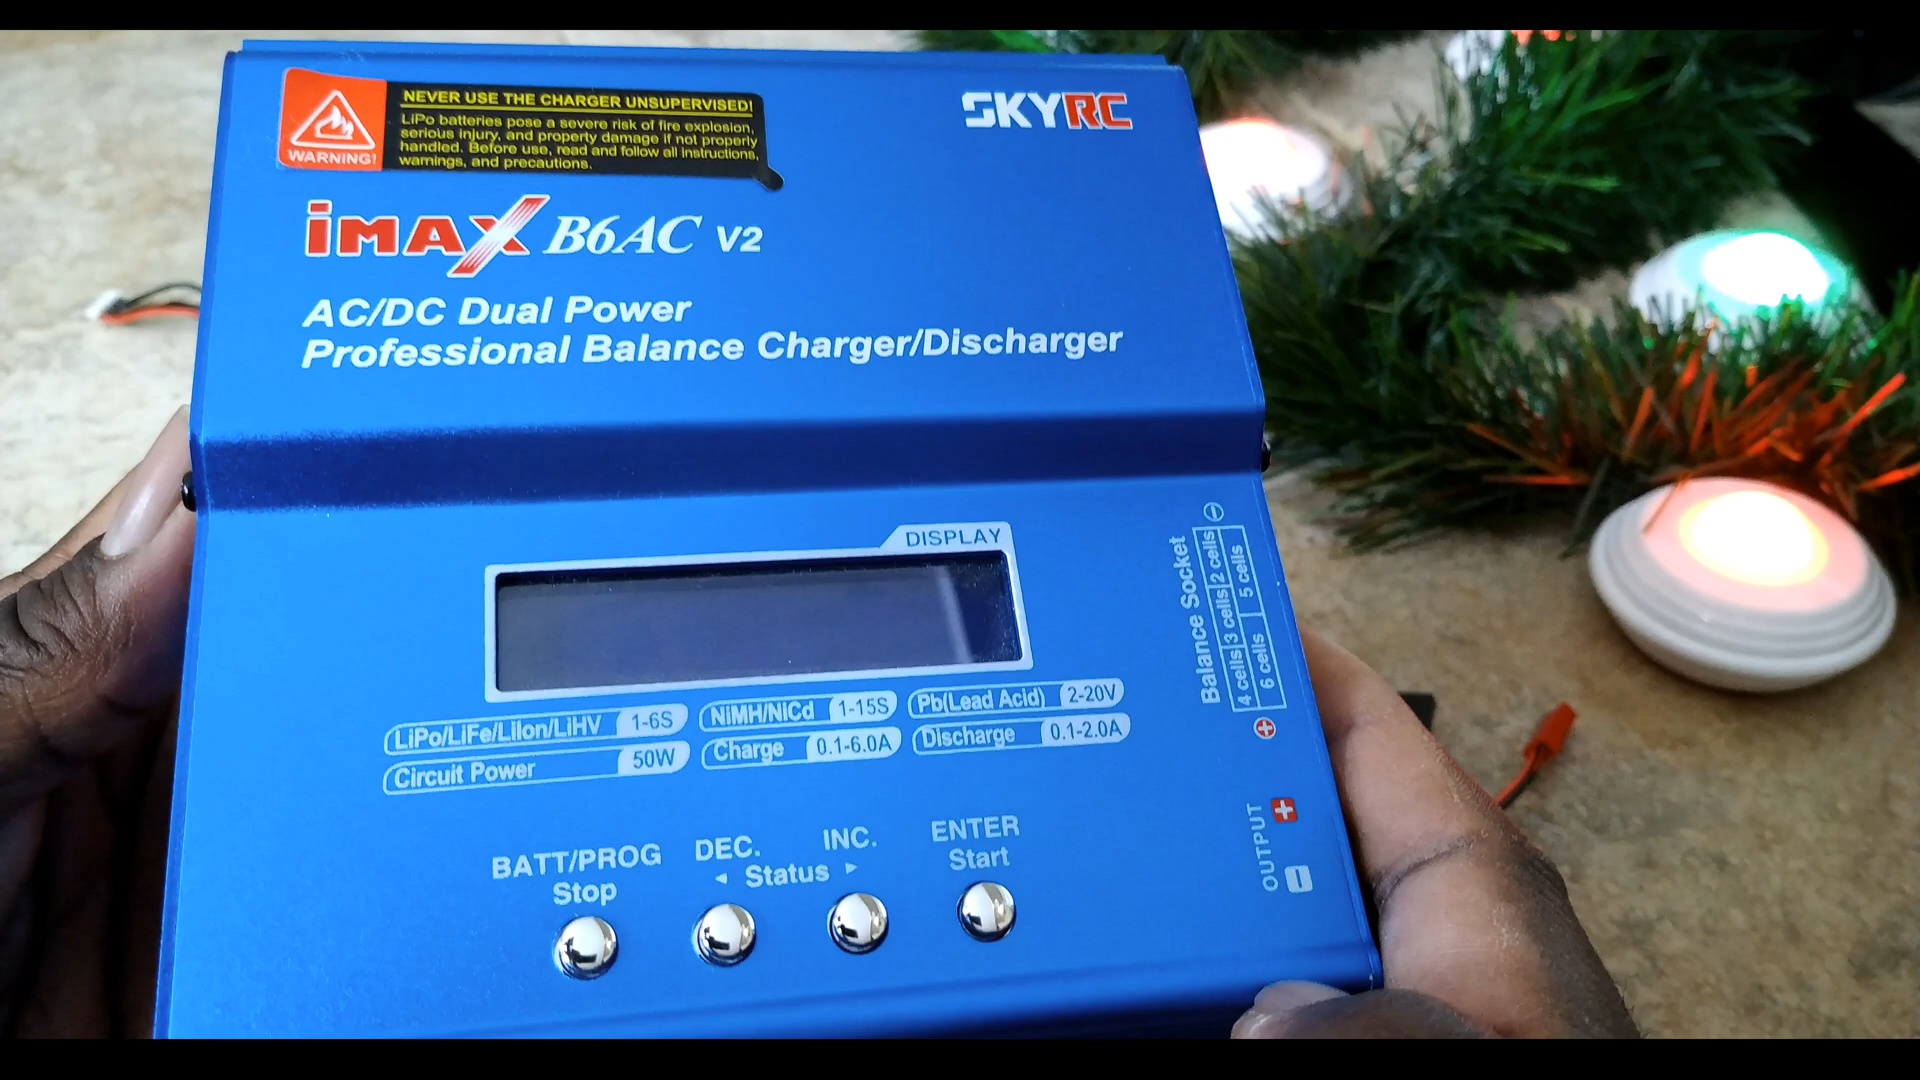 NEVER USE THE CHARGER UNSUPERVISED!
LiPo batteries pose a severe risk of fire explosion,
serious injury, and property damage if not properly
handled. Before use, read and follow all instructions,
warnings, and precautions.
WARNING!
SKYRC
iMAX B6AC V2
AC/DC Dual Power
Professional Balance Charger/Discharger
DISPLAY
LiPo/LiFe/LiIon/LiHV 1-6S
NiMH/NiCd 1-15S
Pb(Lead Acid) 2-20V
Circuit Power 50W
Charge 0.1-6.0A
Discharge 0.1-2.0A
BATT/PROG
Stop
DEC.
INC.
◄ Status ►
ENTER
Start
Balance Socket
4 cells 3 cells 2 cells
6 cells 5 cells
OUTPUT